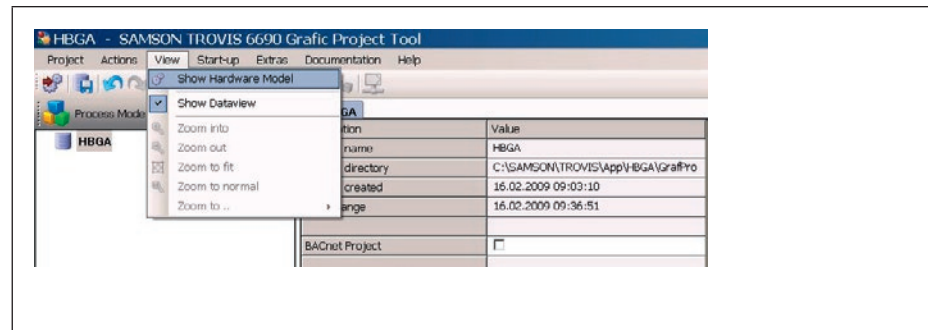 HBGA - SAMSON TROVIS 6690 Grafic Project Tool
Project Actions View Start-up Extras Documentation Help
Show Hardware Model
Show Dataview
Zoom into
Zoom out
Zoom to fit
Zoom to normal
Zoom to ..
Process Mode
HBGA
GA
tion Value
name HBGA
directory C:\SAMSON\TROVIS\App\HBGA\GrafPro
created 16.02.2009 09:03:10
ange 16.02.2009 09:36:51
BACnet Project